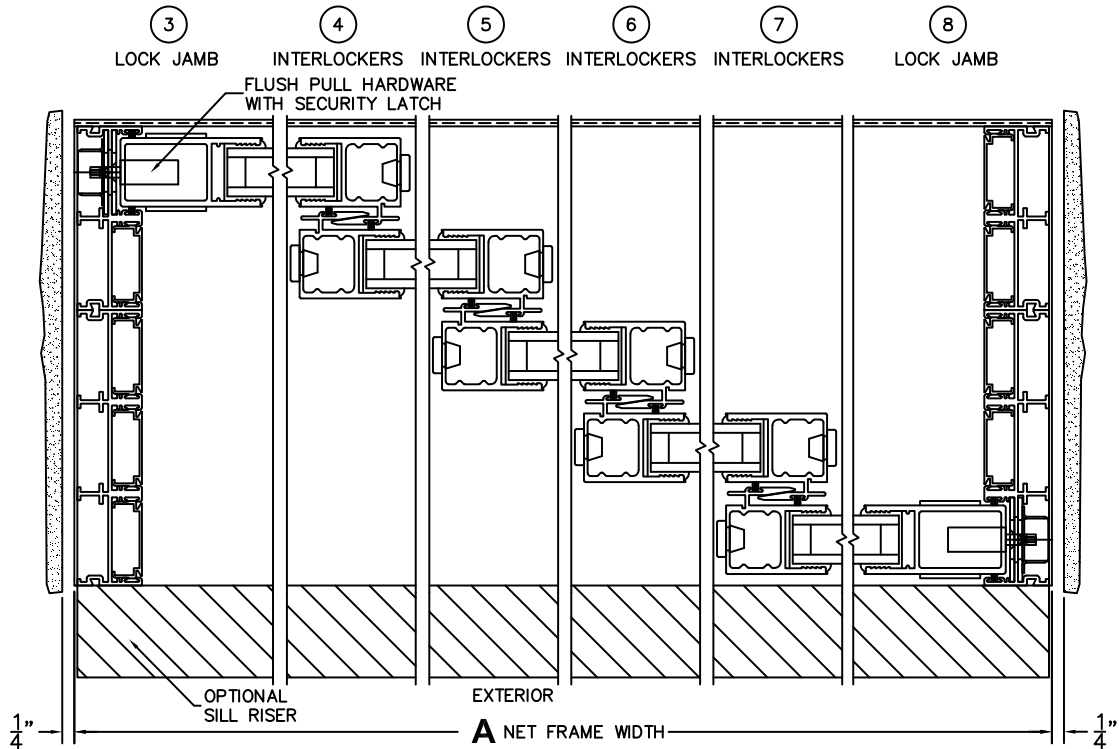 3 4 5 6 7 8
LOCK JAMB INTERLOCKERS INTERLOCKERS INTERLOCKERS INTERLOCKERS LOCK JAMB
FLUSH PULL HARDWARE
WITH SECURITY LATCH
OPTIONAL
SILL RISER
EXTERIOR
1/4" A NET FRAME WIDTH 1/4"